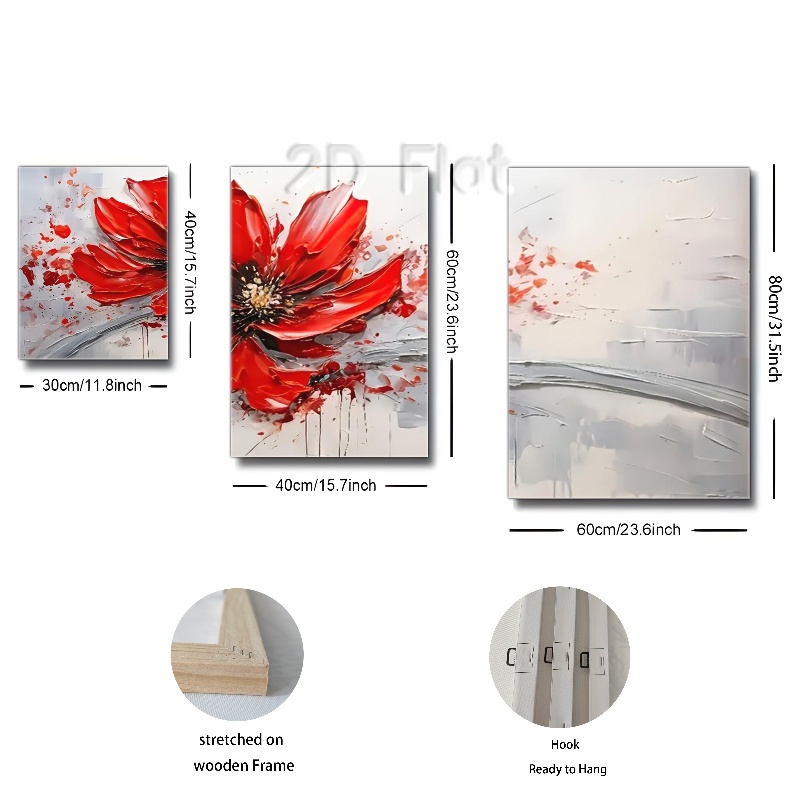 2D Flat
40cm/15.7inch
60cm/23.6inch
80cm/31.5inch
30cm/11.8inch
40cm/15.7inch
60cm/23.6inch
stretched on
wooden Frame
Hook
Ready to Hang